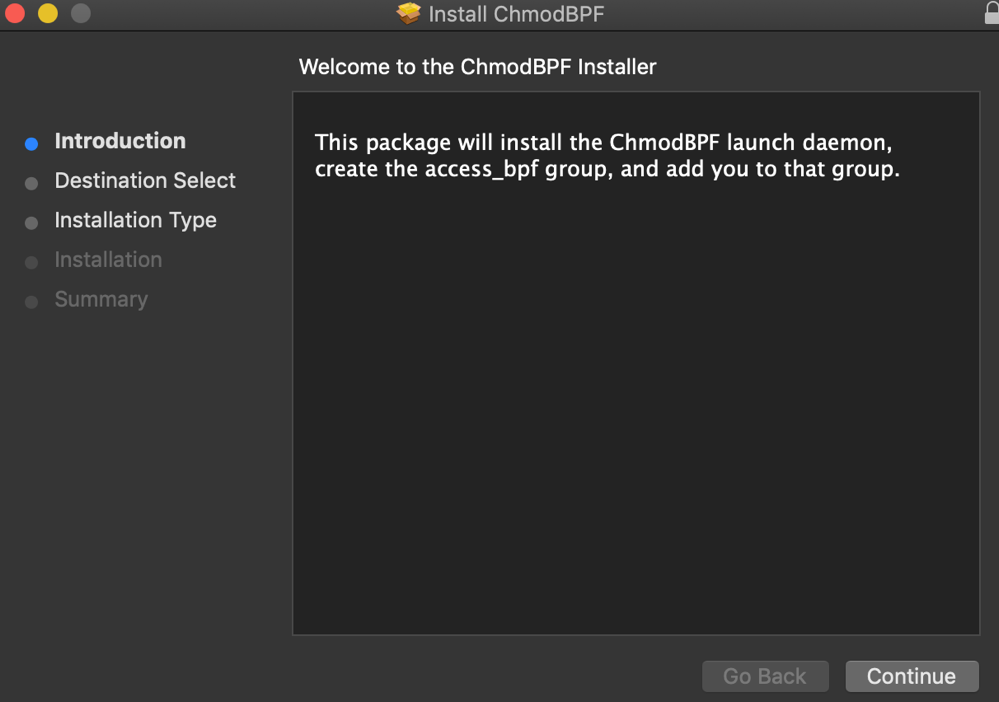 Install ChmodBPF
Welcome to the ChmodBPF Installer
Introduction
Destination Select
Installation Type
Installation
Summary
This package will install the ChmodBPF launch daemon,
create the access_bpf group, and add you to that group.
Go Back
Continue